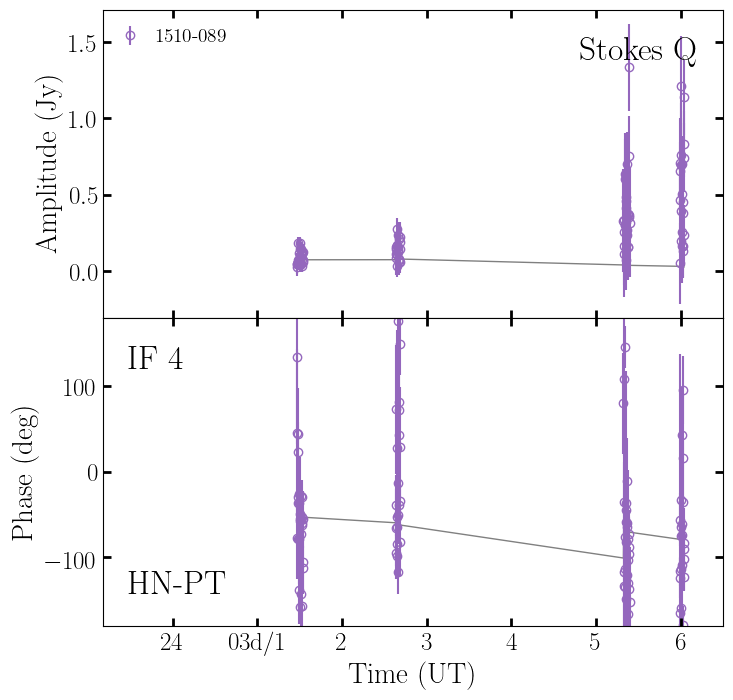 1510-089
Stokes Q
Amplitude (Jy)
1.5
1.0
0.5
0.0
IF 4
HN-PT
Phase (deg)
100
0
−100
24 03d/1 2 3 4 5 6
Time (UT)